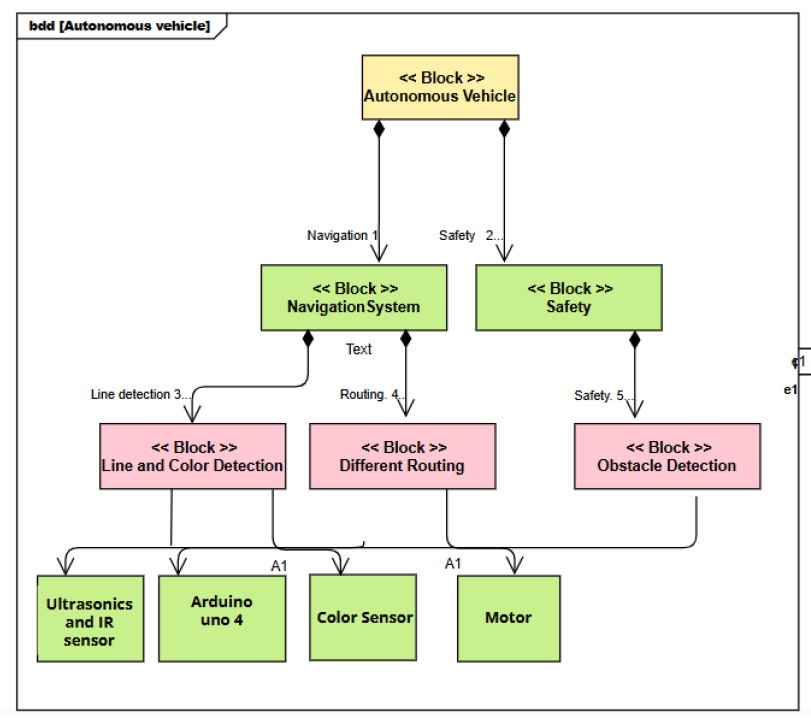 bdd [Autonomous vehicle]
<< Block >>
Autonomous Vehicle
Navigation 1
Safety 2...
<< Block >>
NavigationSystem
<< Block >>
Safety
Text
e1
Line detection 3...
Routing. 4...
Safety. 5...
<< Block >>
Line and Color Detection
<< Block >>
Different Routing
<< Block >>
Obstacle Detection
A1
A1
Ultrasonics
and IR
sensor
Arduino
uno 4
Color Sensor
Motor